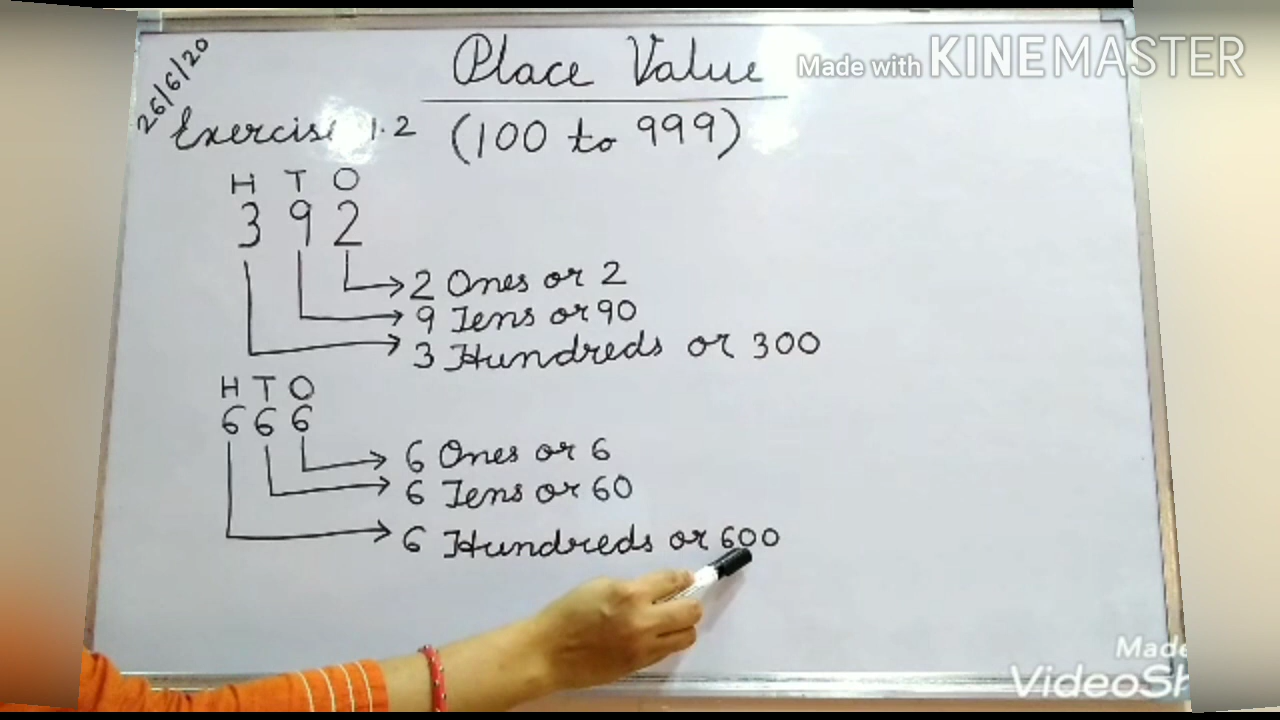 26/6/20
Place Value
Made with KINEMASTER
Exercise 1.2
(100 to 999)
H T O
3 9 2
2 Ones or 2
9 Tens or 90
3 Hundreds or 300
H T O
6 6 6
6 Ones or 6
6 Tens or 60
6 Hundreds or 600
Made
VideoSh